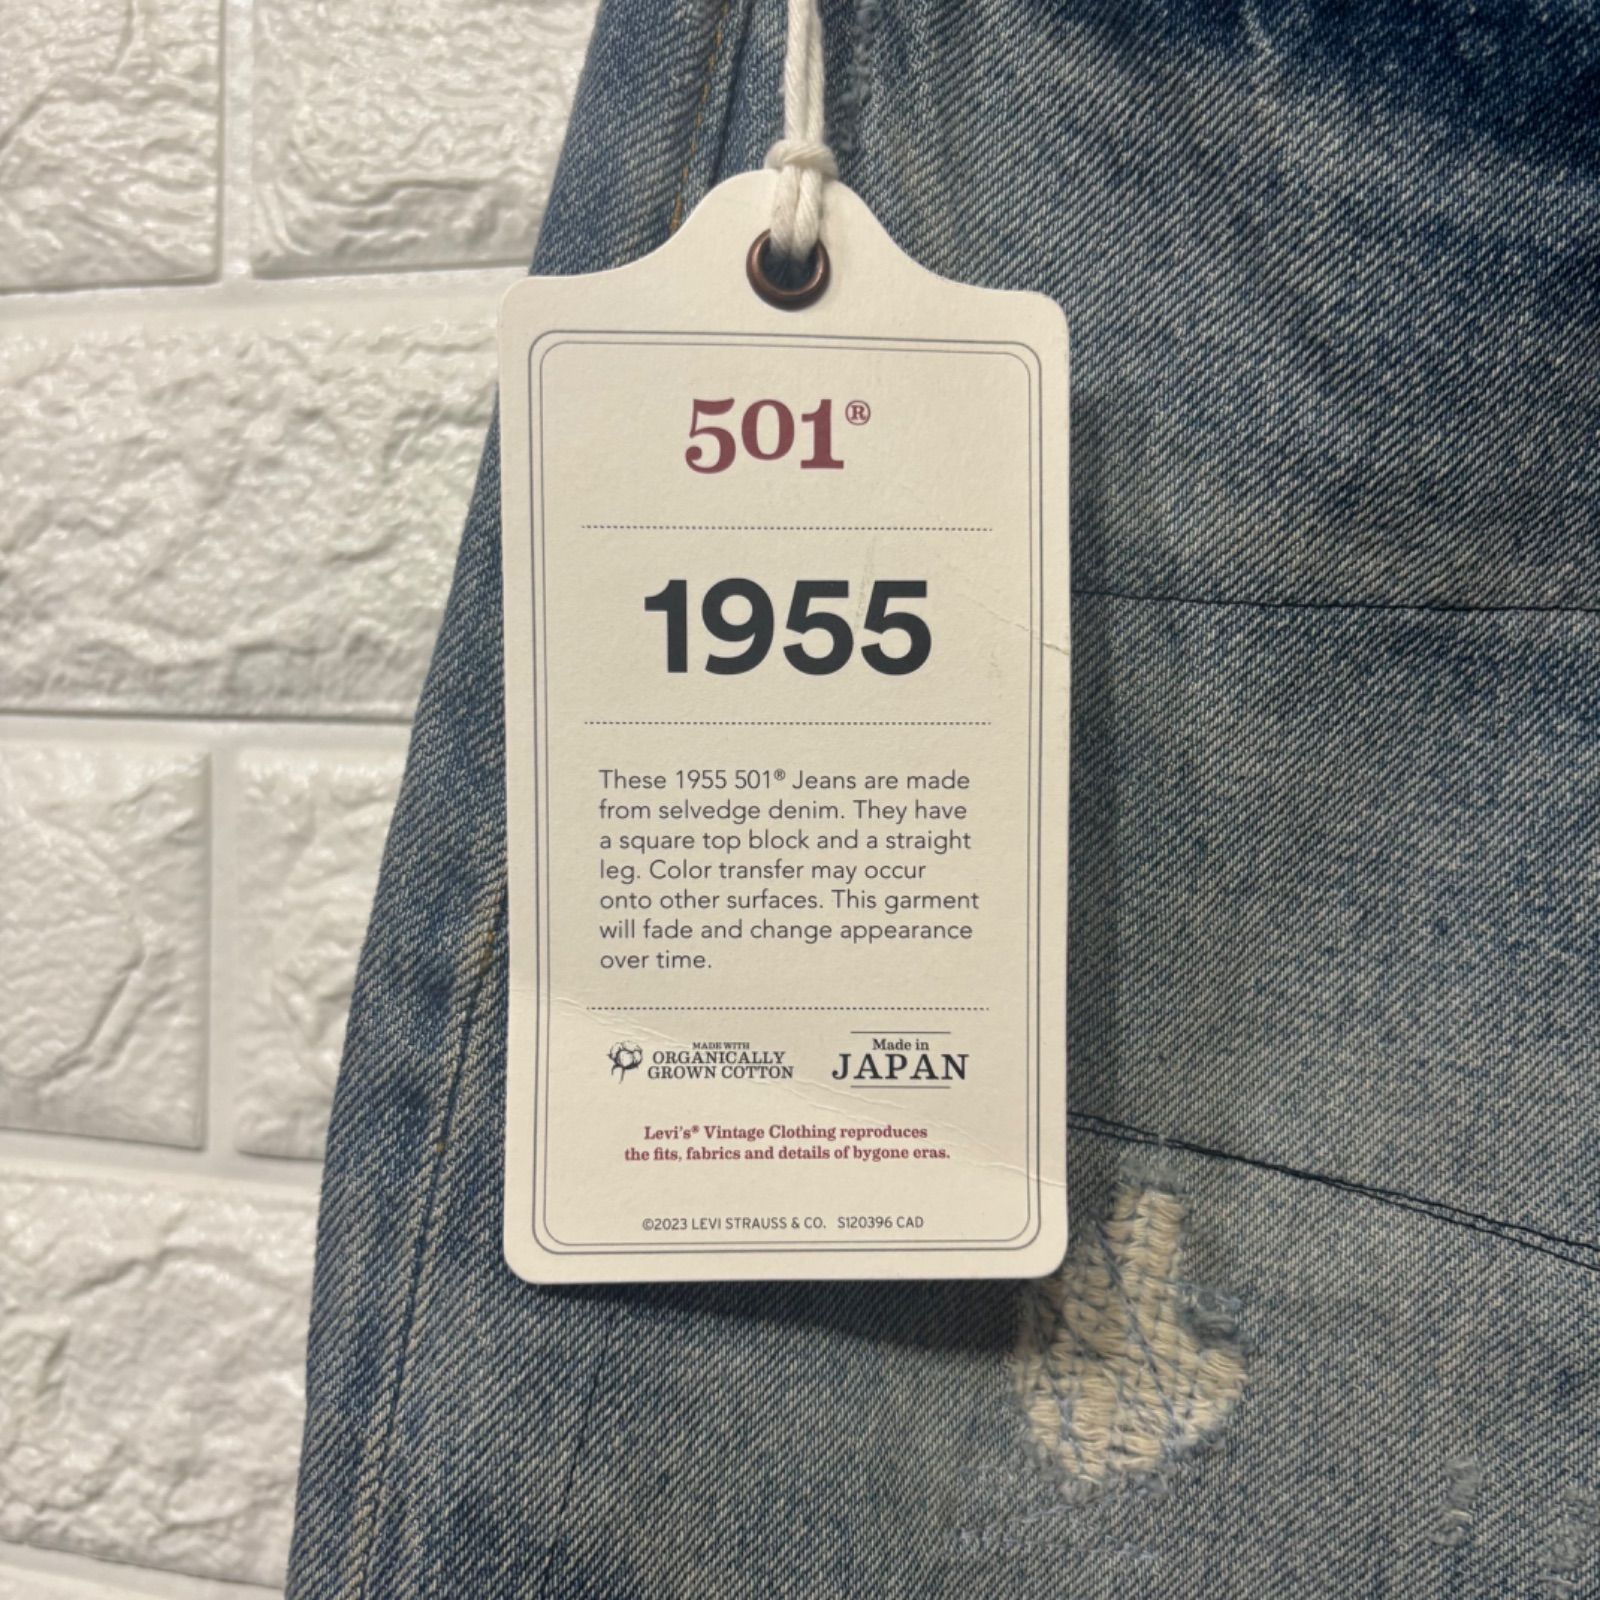 501®
1955
These 1955 501® Jeans are made
from selvedge denim. They have
a square top block and a straight
leg. Color transfer may occur
onto other surfaces. This garment
will fade and change appearance
over time.
MADE WITH
ORGANICALLY
GROWN COTTON
Made in
JAPAN
Levi's® Vintage Clothing reproduces
the fits, fabrics and details of bygone eras.
©2023 LEVI STRAUSS & CO. S120396 CAD